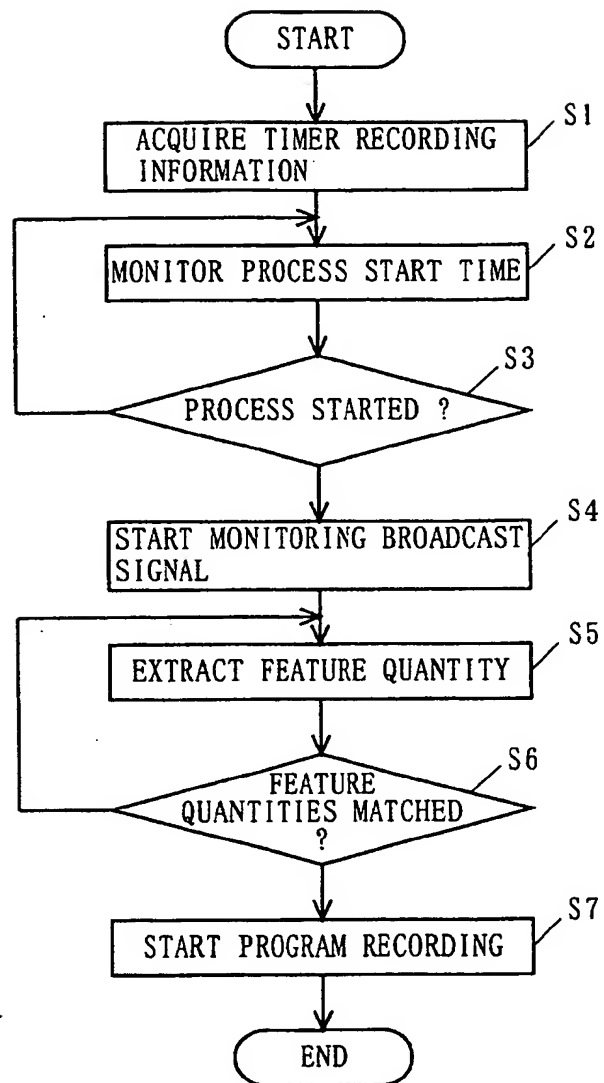 START
S1
ACQUIRE TIMER RECORDING
INFORMATION
S2
MONITOR PROCESS START TIME
S3
PROCESS STARTED ?
S4
START MONITORING BROADCAST
SIGNAL
S5
EXTRACT FEATURE QUANTITY
S6
FEATURE
QUANTITIES MATCHED
?
S7
START PROGRAM RECORDING
END